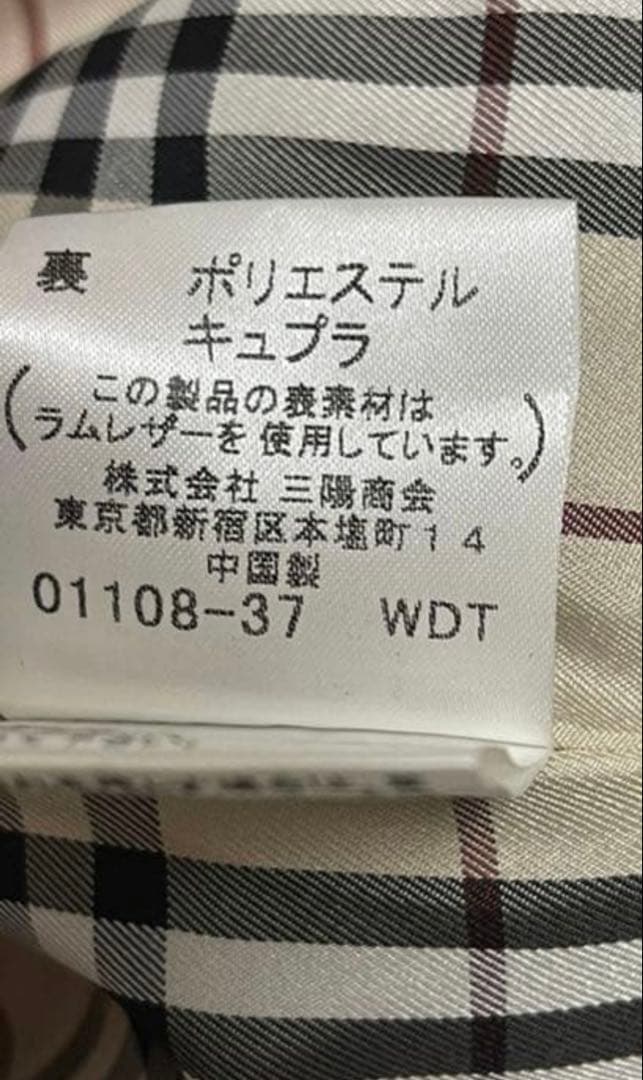 裏 ポリエステル
キュプラ
(この製品の表素材は
ラムレザーを 使用しています。)
株式会社 三陽商会
東京都新宿区本塩町14
中国製
01108-37 WDT